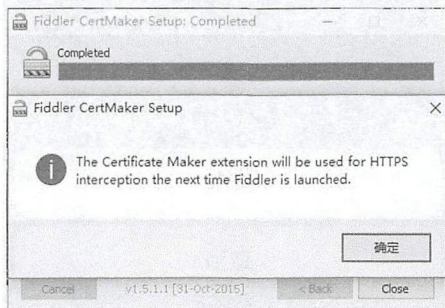 Fiddler CertMaker Setup: Completed
Completed
Fiddler CertMaker Setup
The Certificate Maker extension will be used for HTTPS
interception the next time Fiddler is launched.
确定
Cancel v1.5.1.1 [31-Oct-2015] < Back Close